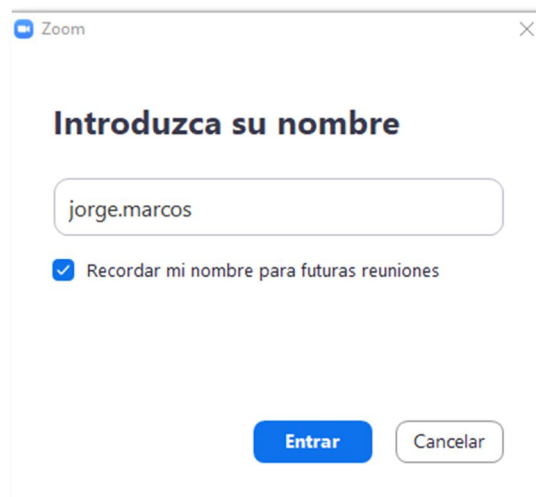 Zoom
Introduzca su nombre
jorge.marcos
Recordar mi nombre para futuras reuniones
Entrar Cancelar